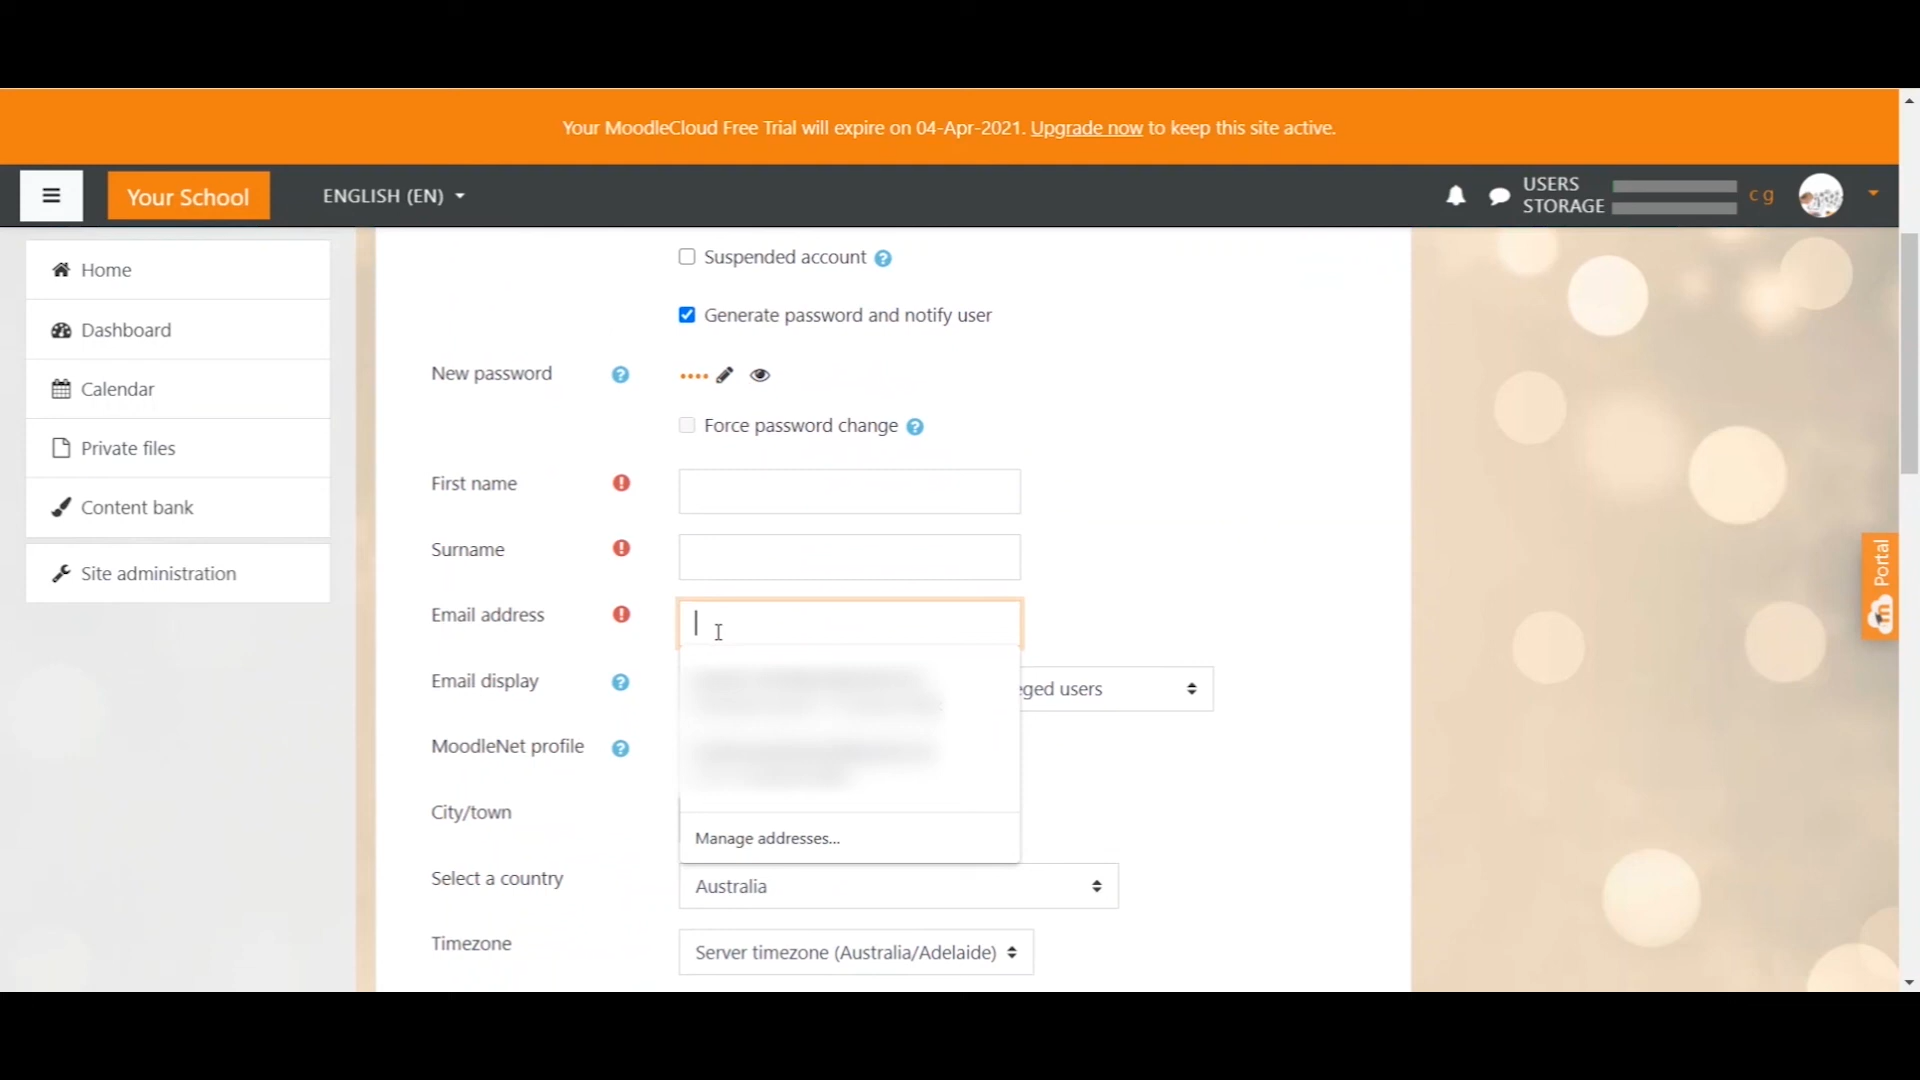 Your MoodleCloud Free Trial will expire on 04-Apr-2021. Upgrade now to keep this site active.
Your School
ENGLISH (EN)
USERS
STORAGE
c g
Home
Dashboard
Calendar
Private files
Content bank
Site administration
Suspended account
Generate password and notify user
New password
Force password change
First name
Surname
Email address
Email display
ged users
MoodleNet profile
City/town
Manage addresses...
Select a country
Australia
Timezone
Server timezone (Australia/Adelaide)
Portal